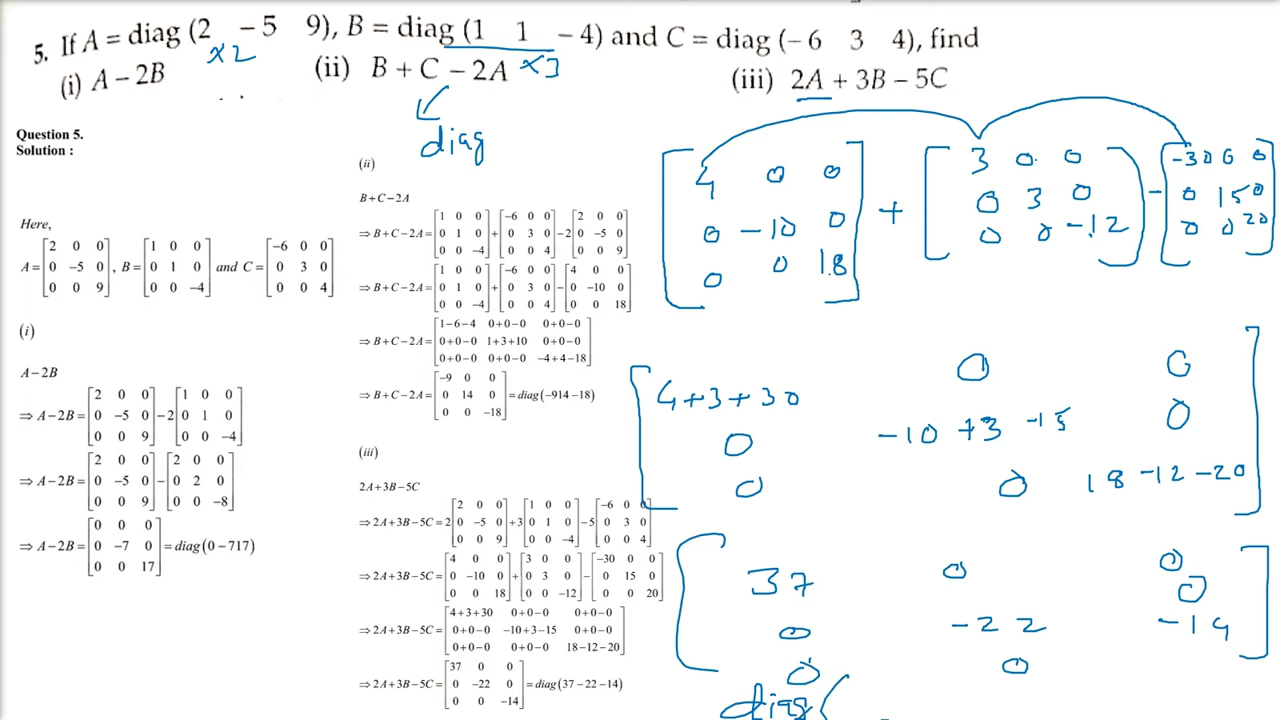 5. If A = diag (2 -5 9), B = diag (1 1 -4) and C = diag (-6 3 4), find
×2
(i) A - 2B (ii) B + C - 2A ×3 (iii) 2A + 3B - 5C
diag
Question 5.
Solution :
Here,
A = [2 0 0
0 -5 0
0 0 9], B = [1 0 0
0 1 0
0 0 -4] and C = [-6 0 0
0 3 0
0 0 4]
(i)
A-2B
⇒ A-2B = [2 0 0
0 -5 0
0 0 9] -2 [1 0 0
0 1 0
0 0 -4]
⇒ A-2B = [2 0 0
0 -5 0
0 0 9] - [2 0 0
0 2 0
0 0 -8]
⇒ A-2B = [0 0 0
0 -7 0
0 0 17] = diag(0-717)
(ii)
B+C-2A
⇒ B+C-2A = [1 0 0
0 1 0
0 0 -4] + [-6 0 0
0 3 0
0 0 4] -2 [2 0 0
0 -5 0
0 0 9]
⇒ B+C-2A = [1 0 0
0 1 0
0 0 -4] + [-6 0 0
0 3 0
0 0 4] - [4 0 0
0 -10 0
0 0 18]
⇒ B+C-2A = [1-6-4 0+0-0 0+0-0
0+0-0 1+3+10 0+0-0
0+0-0 0+0-0 -4+4-18]
⇒ B+C-2A = [-9 0 0
0 14 0
0 0 -18] = diag(-914-18)
(iii)
2A+3B-5C
⇒ 2A+3B-5C = 2 [2 0 0
0 -5 0
0 0 9] +3 [1 0 0
0 1 0
0 0 -4] -5 [-6 0 0
0 3 0
0 0 4]
⇒ 2A+3B-5C = [4 0 0
0 -10 0
0 0 18] + [3 0 0
0 3 0
0 0 -12] - [-30 0 0
0 15 0
0 0 20]
⇒ 2A+3B-5C = [4+3+30 0+0-0 0+0-0
0+0-0 -10+3-15 0+0-0
0+0-0 0+0-0 18-12-20]
⇒ 2A+3B-5C = [37 0 0
0 -22 0
0 0 -14] = diag(37-22-14)
[4 0 0
0 -10 0
0 0 18] + [3 0 0
0 3 0
0 0 -12] - [-30 0 0
0 15 0
0 0 20]
[4+3+30 0 0
0 -10+3-15 0
0 0 18-12-20]
[37 0 0
0 -22 0
0 0 -14]
diag(